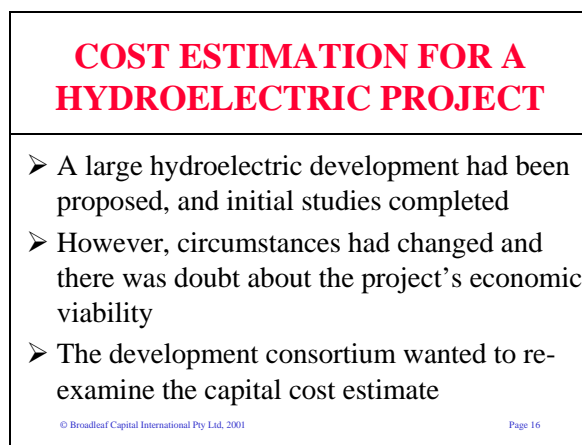 COST ESTIMATION FOR A
HYDROELECTRIC PROJECT
➢ A large hydroelectric development had been
proposed, and initial studies completed
➢ However, circumstances had changed and
there was doubt about the project's economic
viability
➢ The development consortium wanted to re-
examine the capital cost estimate
© Broadleaf Capital International Pty Ltd, 2001 Page 16